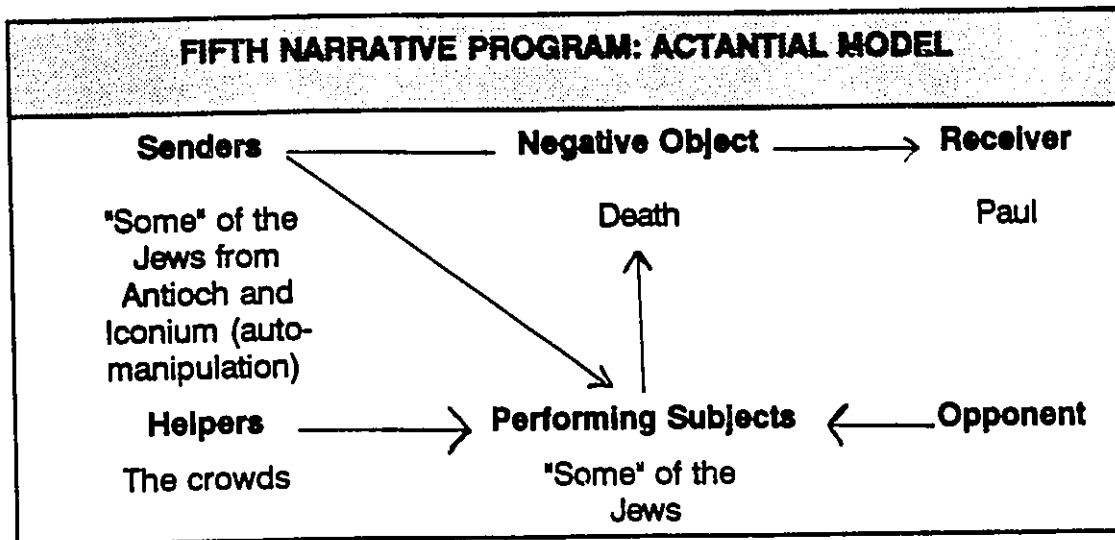 FIFTH NARRATIVE PROGRAM: ACTANTIAL MODEL
Senders Negative Object Receiver
"Some" of the Death Paul
Jews from
Antioch and
Iconium (auto-
manipulation)
Helpers Performing Subjects Opponent
The crowds "Some" of the
Jews